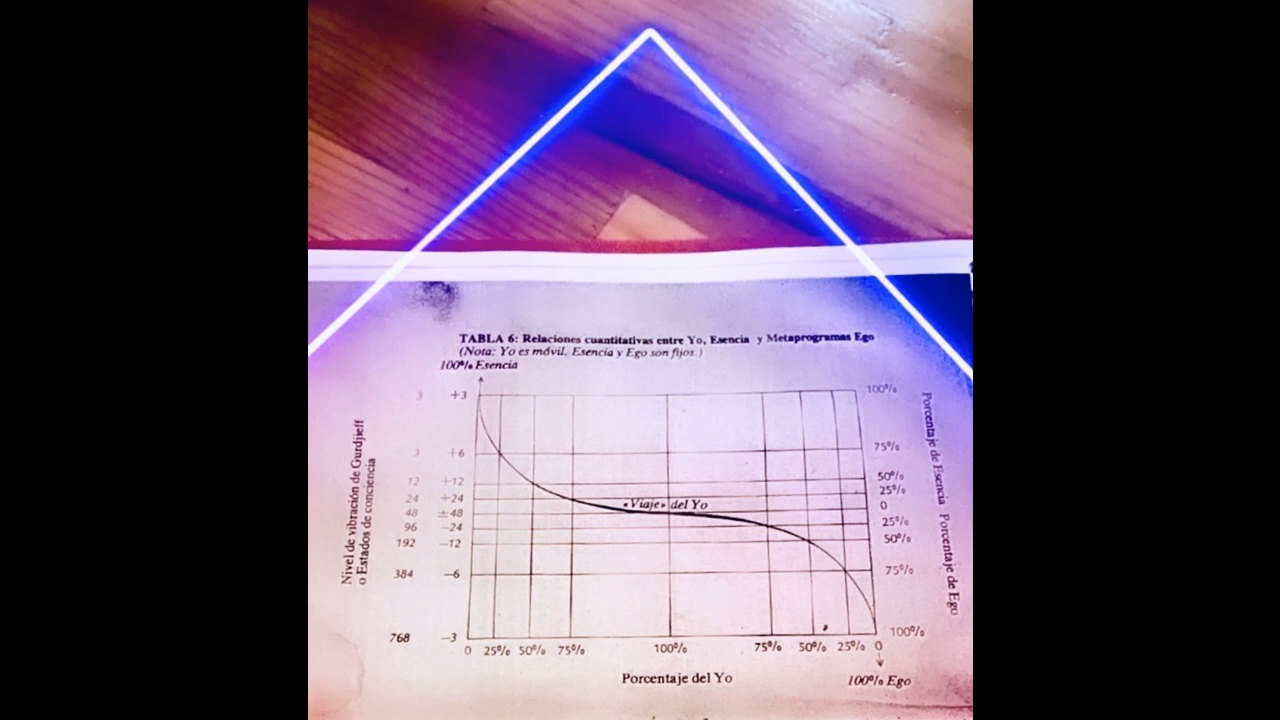 TABLA 6: Relaciones cuantitativas entre Yo, Esencia y Metaprogramas Ego
(Nota: Yo es móvil. Esencia y Ego son fijos.)
100% Esencia
Nivel de vibración de Gurdjieff
o Estados de conciencia
3 +3 100%
3 +6 75%
12 +12 50%
24 +24 25%
48 ±48 0
96 −24 25%
192 −12 50%
384 −6 75%
768 −3 100%
«Viaje» del Yo
Porcentaje de Esencia Porcentaje de Ego
0 25% 50% 75% 100% 75% 50% 25% 0
Porcentaje del Yo
100% Ego